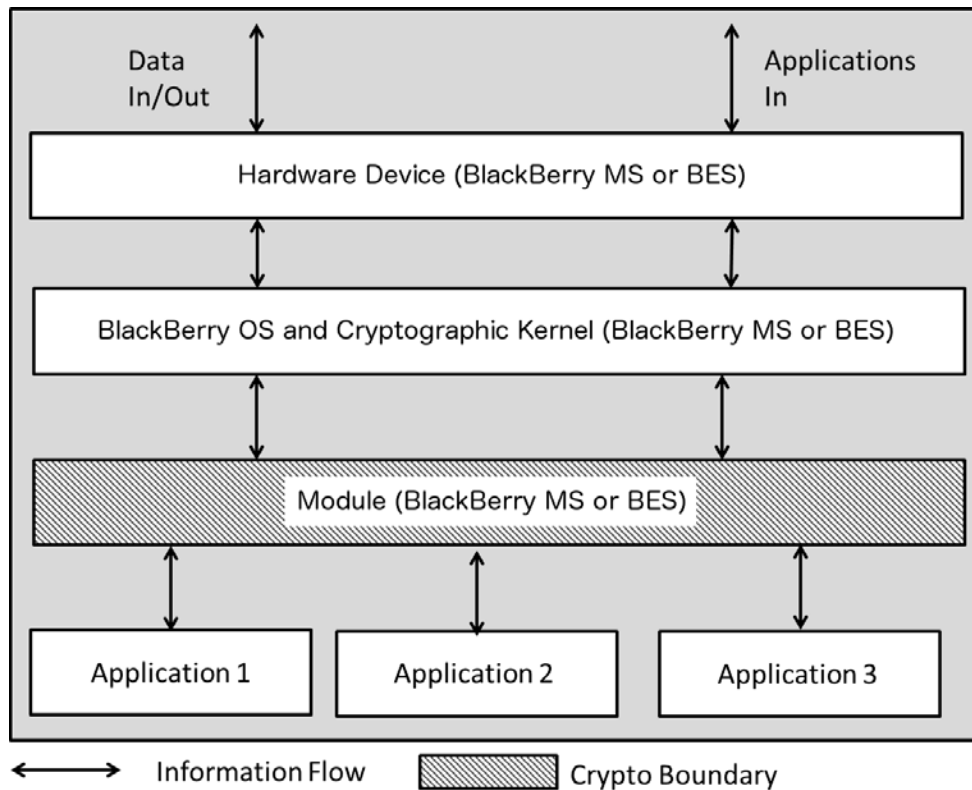 Data
In/Out
Applications
In
Hardware Device (BlackBerry MS or BES)
BlackBerry OS and Cryptographic Kernel (BlackBerry MS or BES)
Module (BlackBerry MS or BES)
Application 1
Application 2
Application 3
Information Flow
Crypto Boundary